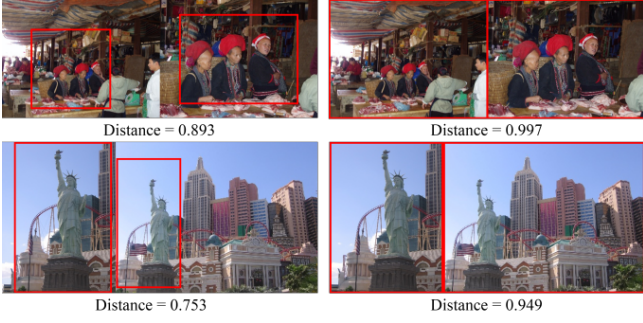 Distance = 0.893
Distance = 0.997
Distance = 0.753
Distance = 0.949